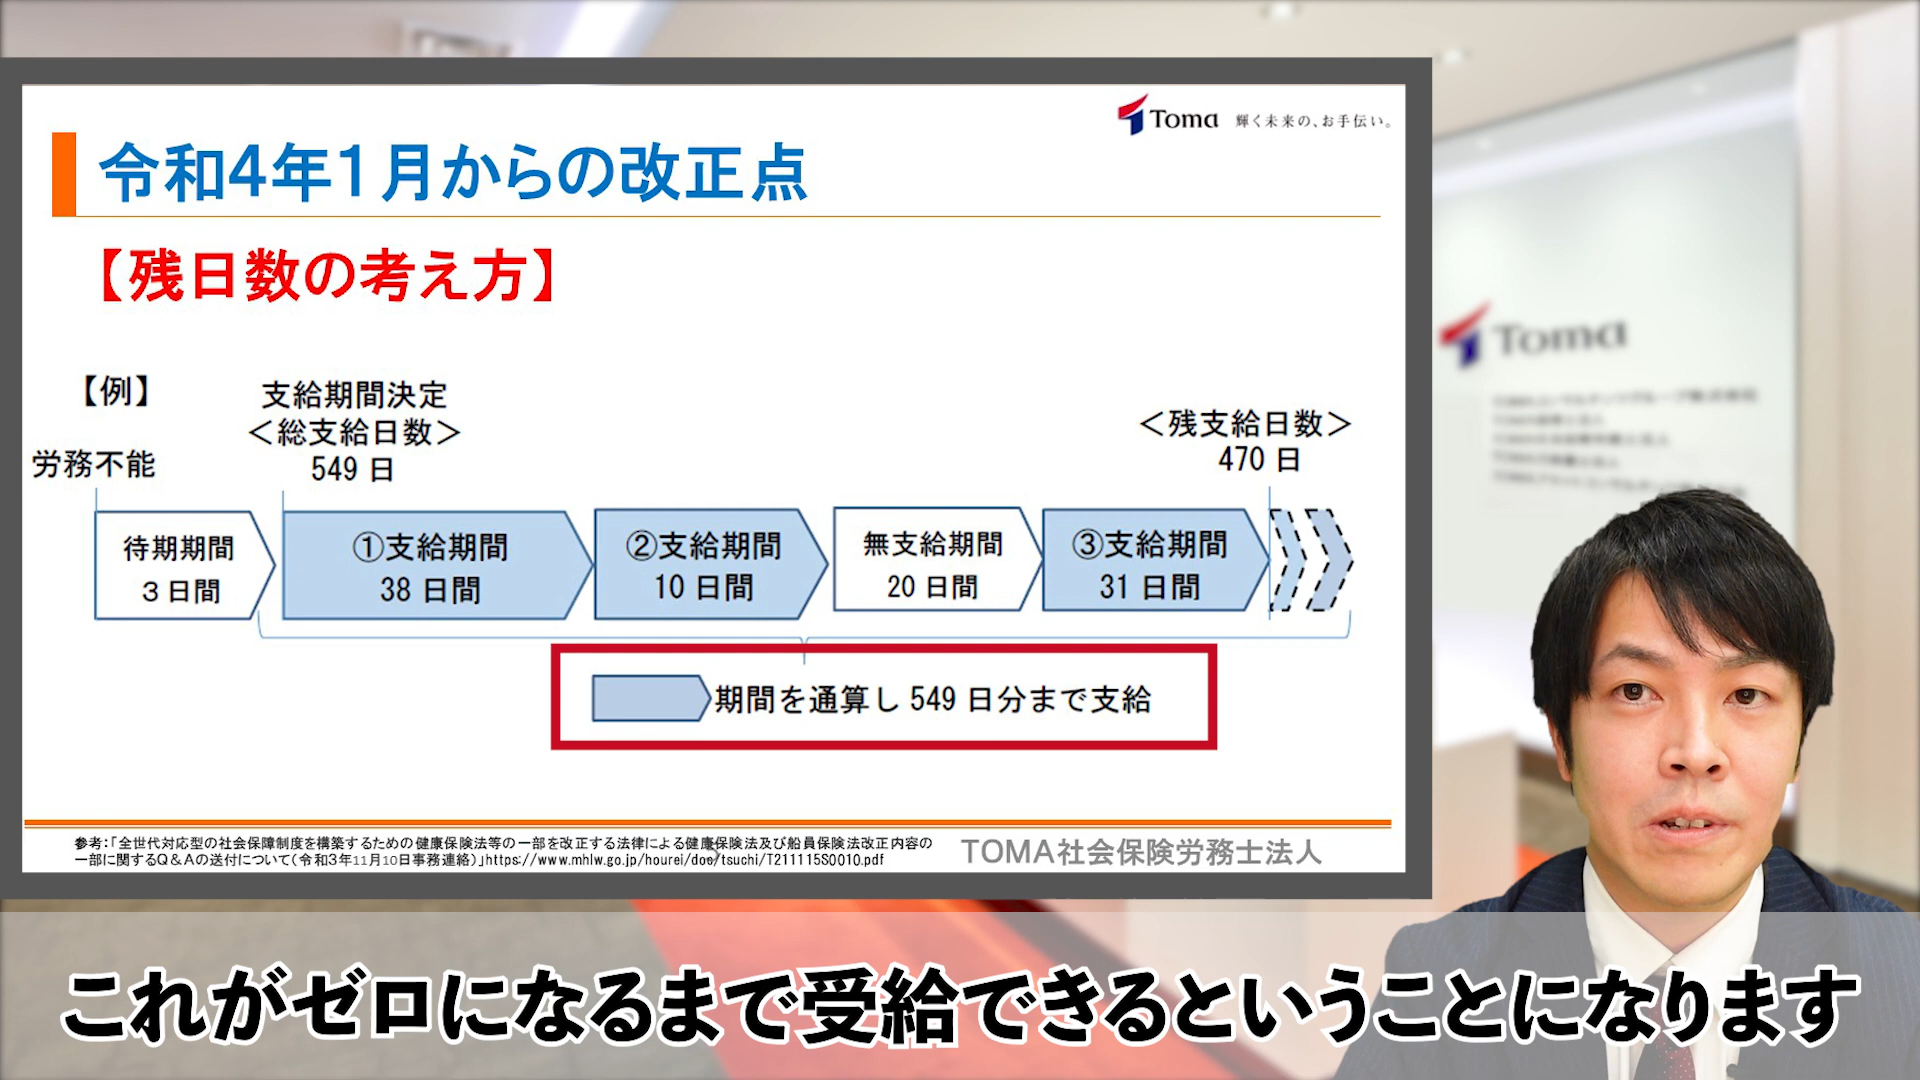 Toma 輝く未来の、お手伝い。
令和4年1月からの改正点
【残日数の考え方】
【例】
労務不能
支給期間決定
＜総支給日数＞
549 日
＜残支給日数＞
470 日
待期期間
3 日間
①支給期間
38 日間
②支給期間
10 日間
無支給期間
20 日間
③支給期間
31 日間
期間を通算し 549 日分まで支給
参考：「全世代対応型の社会保障制度を構築するための健康保険法等の一部を改正する法律による健康保険法及び船員保険法改正内容の
一部に関するQ＆Aの送付について（令和3年11月10日事務連絡）」https://www.mhlw.go.jp/hourei/doc/tsuchi/T211115S0010.pdf
TOMA社会保険労務士法人
Toma
これがゼロになるまで受給できるということになります